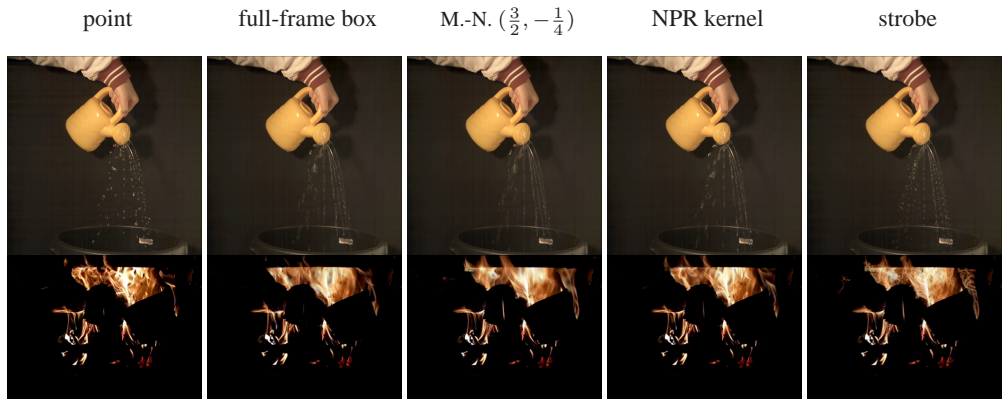 point full-frame box M.-N. (3/2, −1/4) NPR kernel strobe